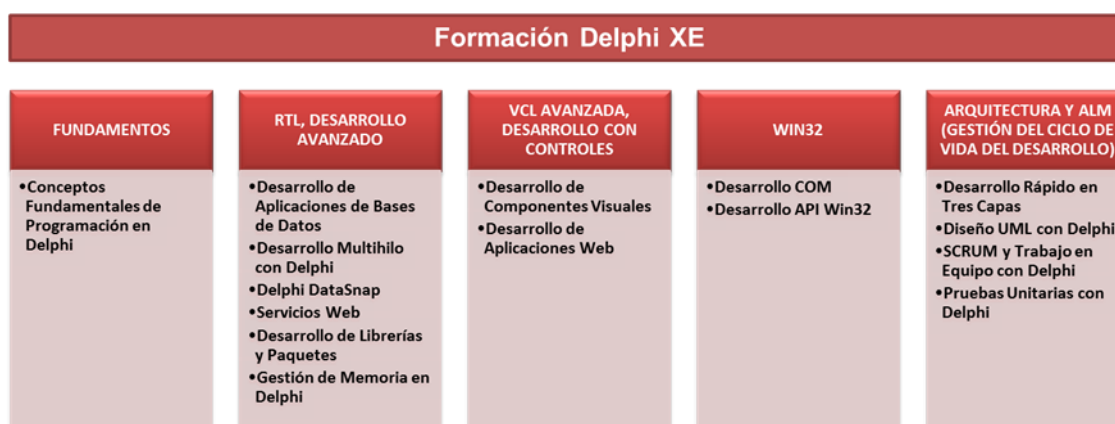 Formación Delphi XE
FUNDAMENTOS
•Conceptos
Fundamentales de
Programación en
Delphi
RTL, DESARROLLO
AVANZADO
•Desarrollo de
Aplicaciones de Bases
de Datos
•Desarrollo Multihilo
con Delphi
•Delphi DataSnap
•Servicios Web
•Desarrollo de Librerías
y Paquetes
•Gestión de Memoria en
Delphi
VCL AVANZADA,
DESARROLLO CON
CONTROLES
•Desarrollo de
Componentes Visuales
•Desarrollo de
Aplicaciones Web
WIN32
•Desarrollo COM
•Desarrollo API Win32
ARQUITECTURA Y ALM
(GESTIÓN DEL CICLO DE
VIDA DEL DESARROLLO)
•Desarrollo Rápido en
Tres Capas
•Diseño UML con Delphi
•SCRUM y Trabajo en
Equipo con Delphi
•Pruebas Unitarias con
Delphi